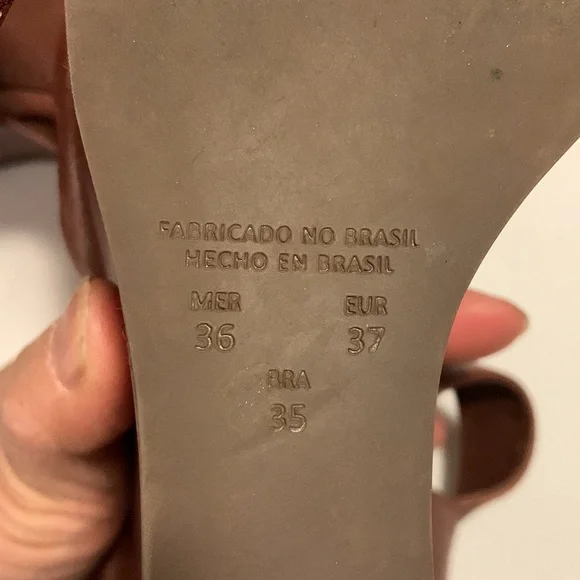 FABRICADO NO BRASIL
HECHO EN BRASIL
MER EUR
36 37
BRA
35